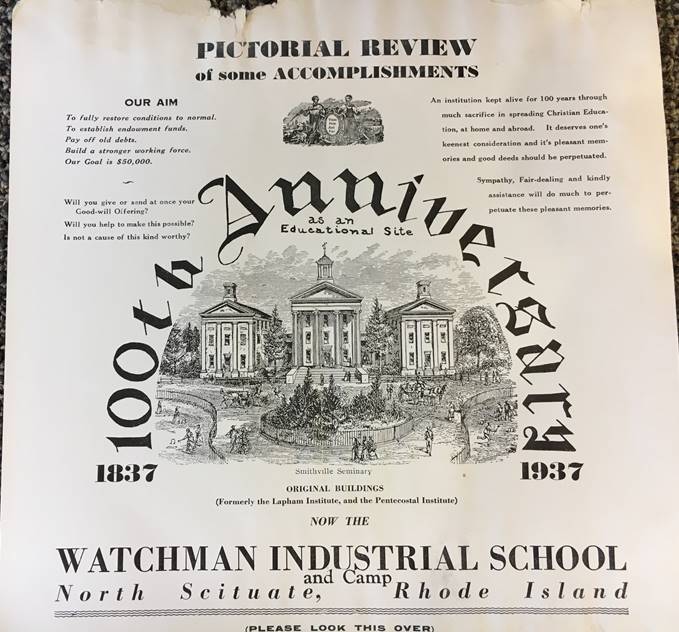 PICTORIAL REVIEW
of some ACCOMPLISHMENTS
OUR AIM
To fully restore conditions to normal.
To establish endowment funds.
Pay off old debts.
Build a stronger working force.
Our Goal is $50,000.
Will you give or send at once your
Good-will Offering?
Will you help to make this possible?
Is not a cause of this kind worthy?
An institution kept alive for 100 years through
much sacrifice in spreading Christian Educa-
tion, at home and abroad. It deserves one's
keenest consideration and it's pleasant mem-
ories and good deeds should be perpetuated.
Sympathy, Fair-dealing and kindly
assistance will do much to per-
petuate these pleasant memories.
100th Anniversary
as an
Educational Site
1837
1937
Smithville Seminary
ORIGINAL BUILDINGS
(Formerly the Lapham Institute, and the Pentecostal Institute)
NOW THE
WATCHMAN INDUSTRIAL SCHOOL
and Camp
North Scituate, Rhode Island
(PLEASE LOOK THIS OVER)